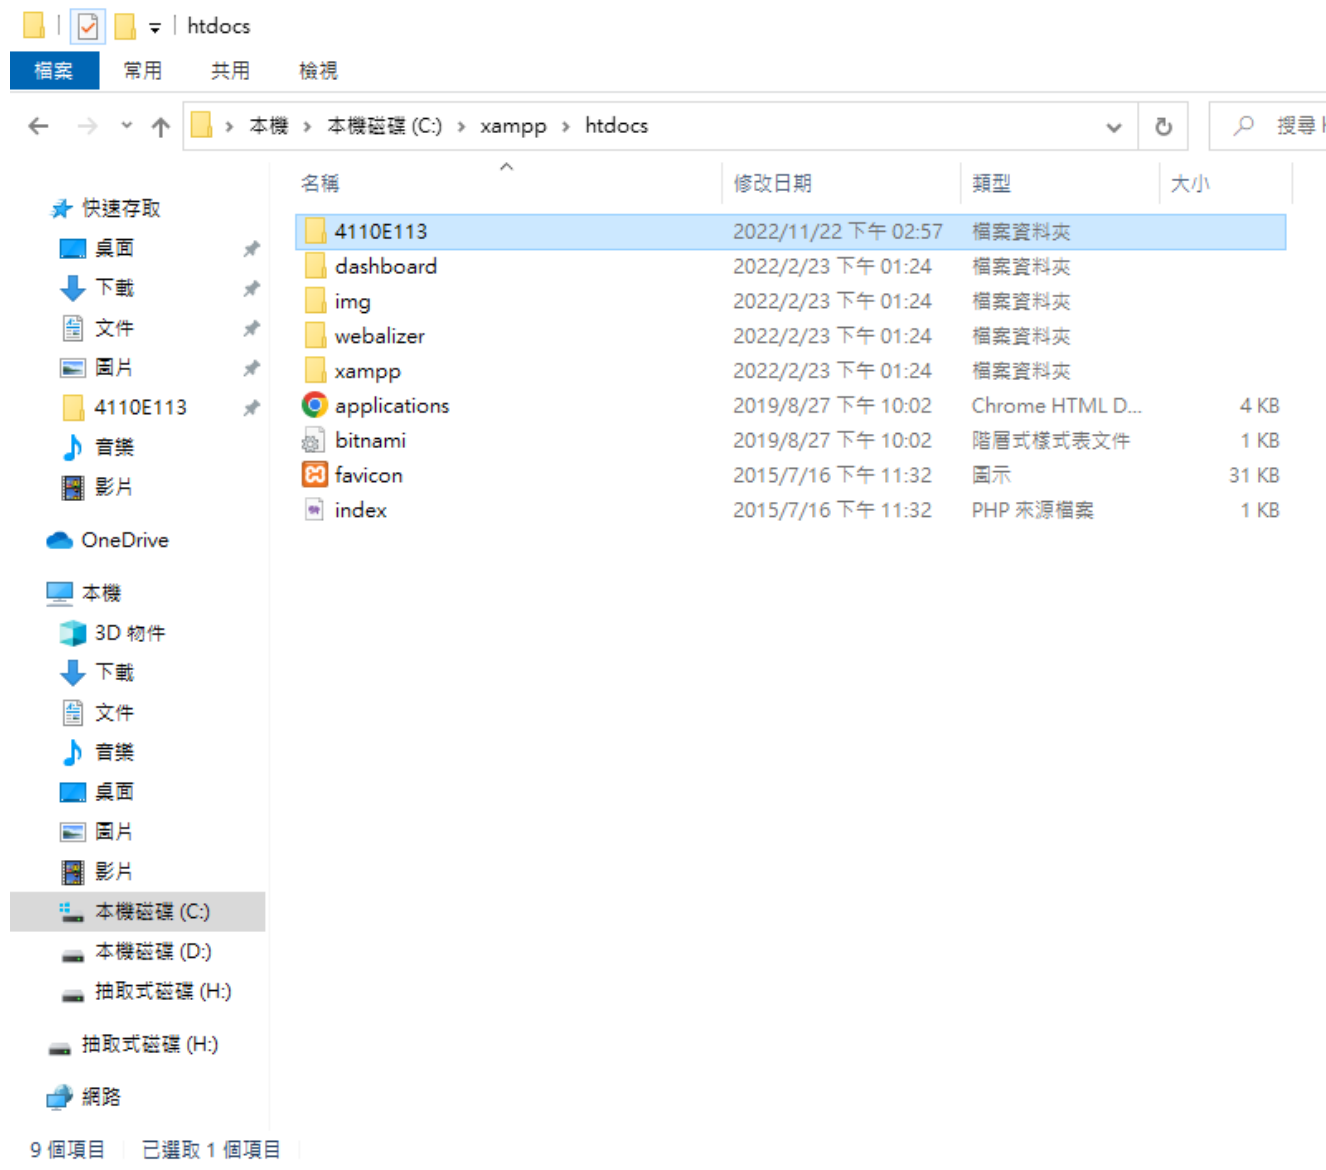 htdocs
檔案 常用 共用 檢視
本機 本機磁碟 (C:) xampp htdocs 搜尋
名稱 修改日期 類型 大小
快速存取
桌面
下載
文件
圖片
4110E113
音樂
影片
OneDrive
本機
3D 物件
下載
文件
音樂
桌面
圖片
影片
本機磁碟 (C:)
本機磁碟 (D:)
抽取式磁碟 (H:)
抽取式磁碟 (H:)
網路
4110E113 2022/11/22 下午 02:57 檔案資料夾
dashboard 2022/2/23 下午 01:24 檔案資料夾
img 2022/2/23 下午 01:24 檔案資料夾
webalizer 2022/2/23 下午 01:24 檔案資料夾
xampp 2022/2/23 下午 01:24 檔案資料夾
applications 2019/8/27 下午 10:02 Chrome HTML D... 4 KB
bitnami 2019/8/27 下午 10:02 階層式樣式表文件 1 KB
favicon 2015/7/16 下午 11:32 圖示 31 KB
index 2015/7/16 下午 11:32 PHP 來源檔案 1 KB
9 個項目 已選取 1 個項目